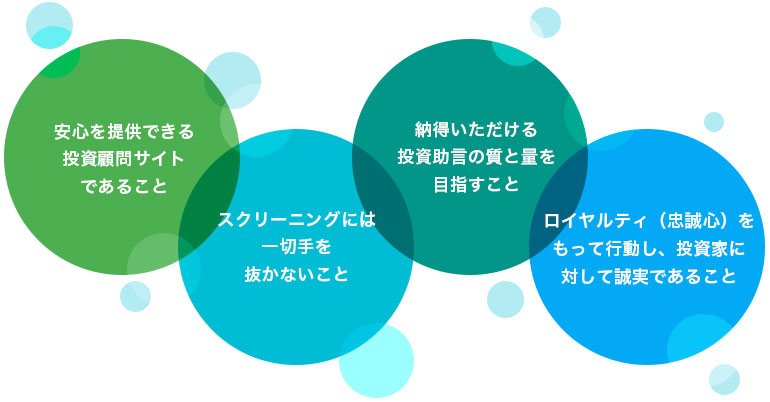 安心を提供できる
投資顧問サイト
であること
スクリーニングには
一切手を
抜かないこと
納得いただける
投資助言の質と量を
目指すこと
ロイヤルティ（忠誠心）を
もって行動し、投資家に
対して誠実であること